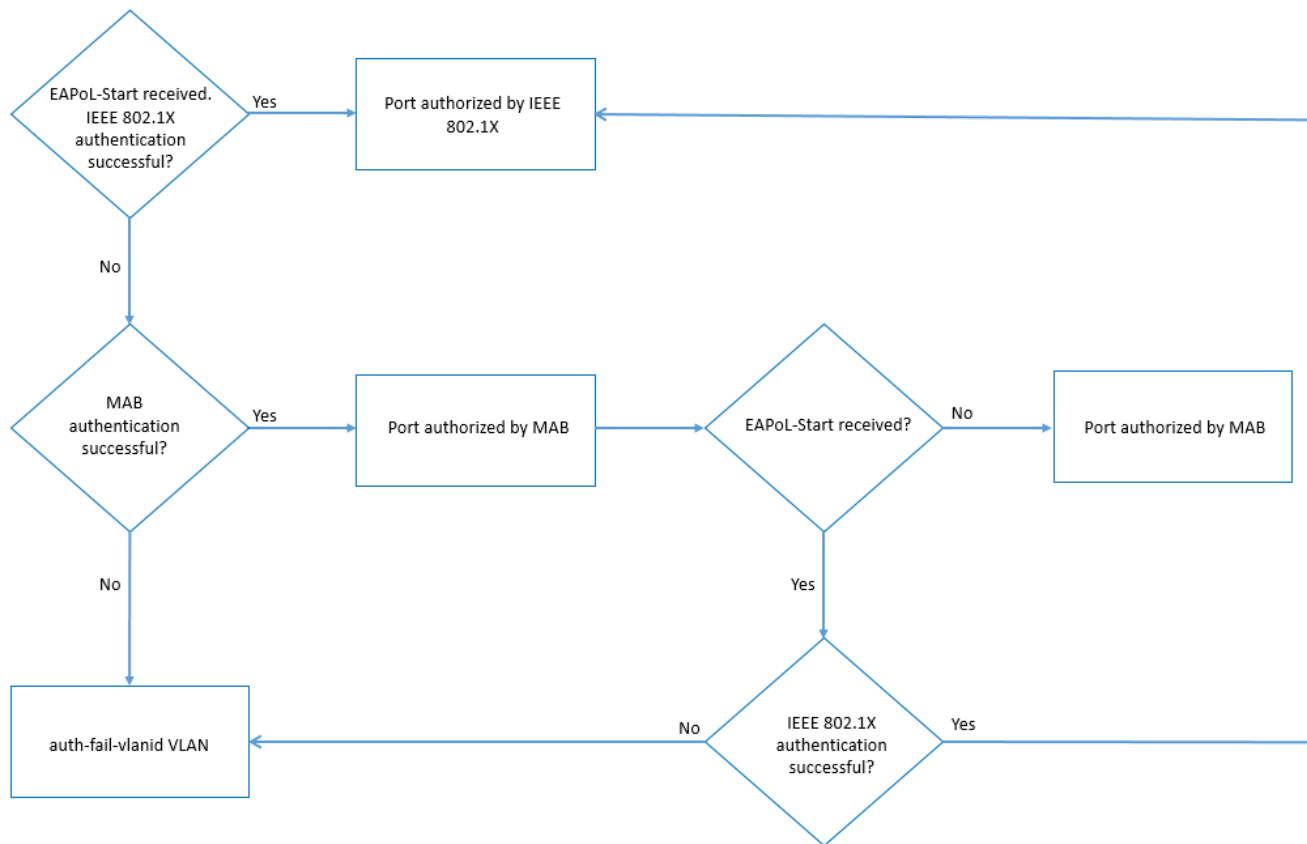 EAPoL-Start received.
IEEE 802.1X
authentication
successful?
Yes
Port authorized by IEEE
802.1X
No
MAB
authentication
successful?
Yes
Port authorized by MAB
EAPoL-Start received?
No
Port authorized by MAB
No
Yes
auth-fail-vlanid VLAN
No
IEEE 802.1X
authentication
successful?
Yes